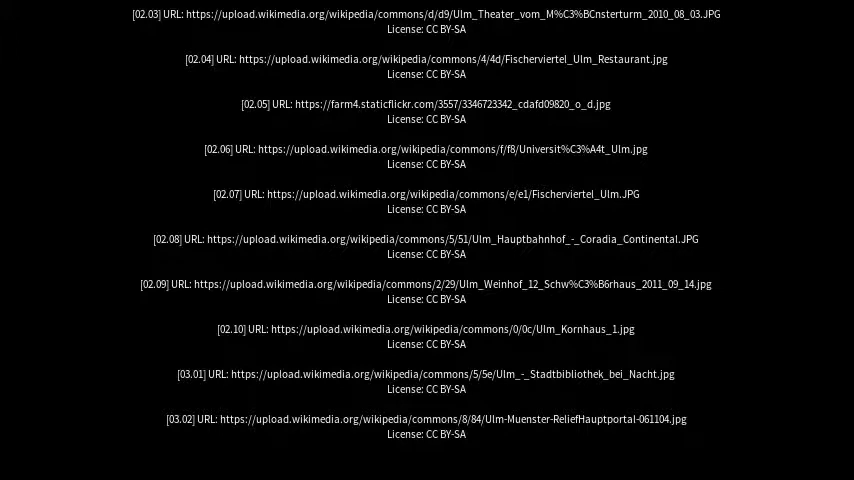 [02.03] URL: https://upload.wikimedia.org/wikipedia/commons/d/d9/Ulm_Theater_vom_M%C3%BCnsterturm_2010_08_03.JPG
License: CC BY-SA
[02.04] URL: https://upload.wikimedia.org/wikipedia/commons/4/4d/Fischerviertel_Ulm_Restaurant.jpg
License: CC BY-SA
[02.05] URL: https://farm4.staticflickr.com/3557/3346723342_cdafd09820_o_d.jpg
License: CC BY-SA
[02.06] URL: https://upload.wikimedia.org/wikipedia/commons/f/f8/Universit%C3%A4t_Ulm.jpg
License: CC BY-SA
[02.07] URL: https://upload.wikimedia.org/wikipedia/commons/e/e1/Fischerviertel_Ulm.JPG
License: CC BY-SA
[02.08] URL: https://upload.wikimedia.org/wikipedia/commons/5/51/Ulm_Hauptbahnhof_-_Coradia_Continental.JPG
License: CC BY-SA
[02.09] URL: https://upload.wikimedia.org/wikipedia/commons/2/29/Ulm_Weinhof_12_Schw%C3%B6rhaus_2011_09_14.jpg
License: CC BY-SA
[02.10] URL: https://upload.wikimedia.org/wikipedia/commons/0/0c/Ulm_Kornhaus_1.jpg
License: CC BY-SA
[03.01] URL: https://upload.wikimedia.org/wikipedia/commons/5/5e/Ulm_-_Stadtbibliothek_bei_Nacht.jpg
License: CC BY-SA
[03.02] URL: https://upload.wikimedia.org/wikipedia/commons/8/84/Ulm-Muenster-ReliefHauptportal-061104.jpg
License: CC BY-SA